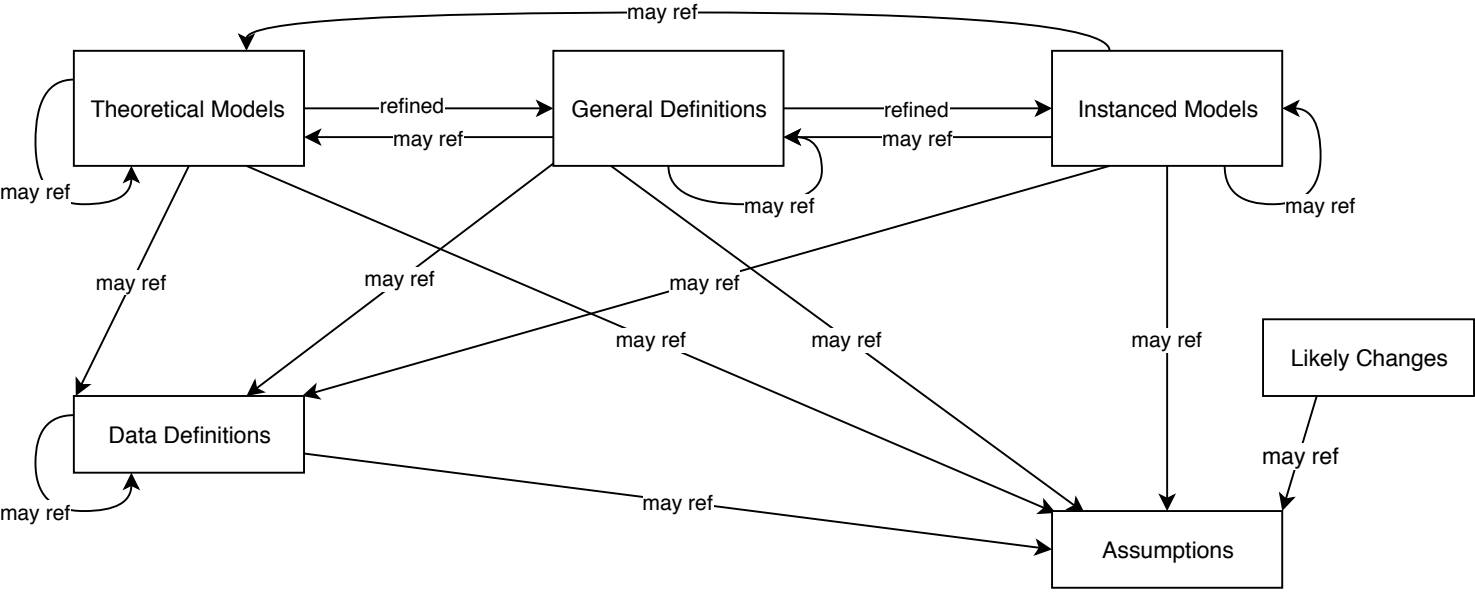 may ref
Theoretical Models
refined
General Definitions
refined
Instanced Models
may ref
may ref
may ref
may ref
may ref
may ref
may ref
may ref
may ref
may ref
may ref
may ref
Likely Changes
Data Definitions
may ref
may ref
may ref
Assumptions